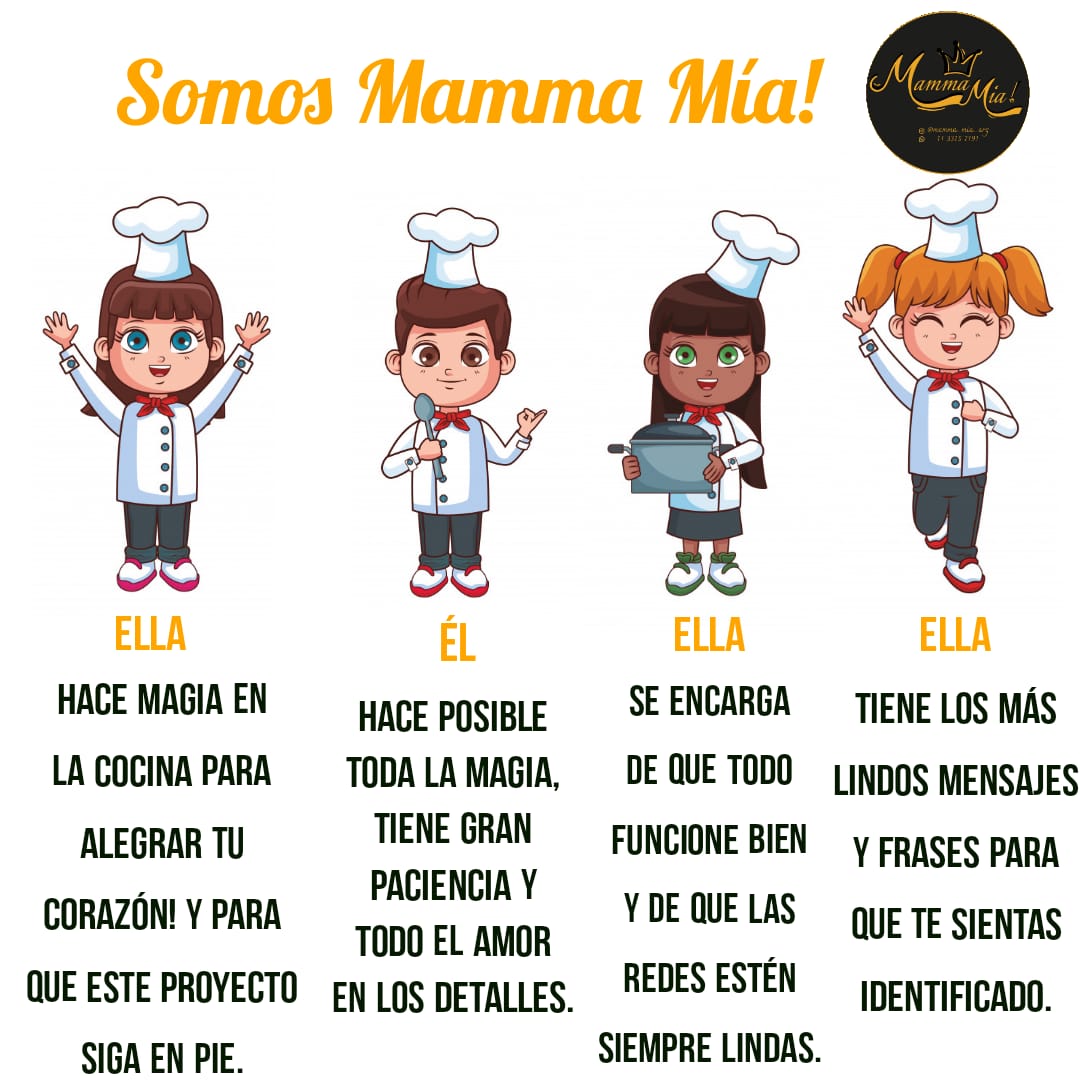 Somos Mamma Mía!
Mamma Mia!
ELLA
HACE MAGIA EN
LA COCINA PARA
ALEGRAR TU
CORAZÓN! Y PARA
QUE ESTE PROYECTO
SIGA EN PIE.
ÉL
HACE POSIBLE
TODA LA MAGIA,
TIENE GRAN
PACIENCIA Y
TODO EL AMOR
EN LOS DETALLES.
ELLA
SE ENCARGA
DE QUE TODO
FUNCIONE BIEN
Y DE QUE LAS
REDES ESTÉN
SIEMPRE LINDAS.
ELLA
TIENE LOS MÁS
LINDOS MENSAJES
Y FRASES PARA
QUE TE SIENTAS
IDENTIFICADO.